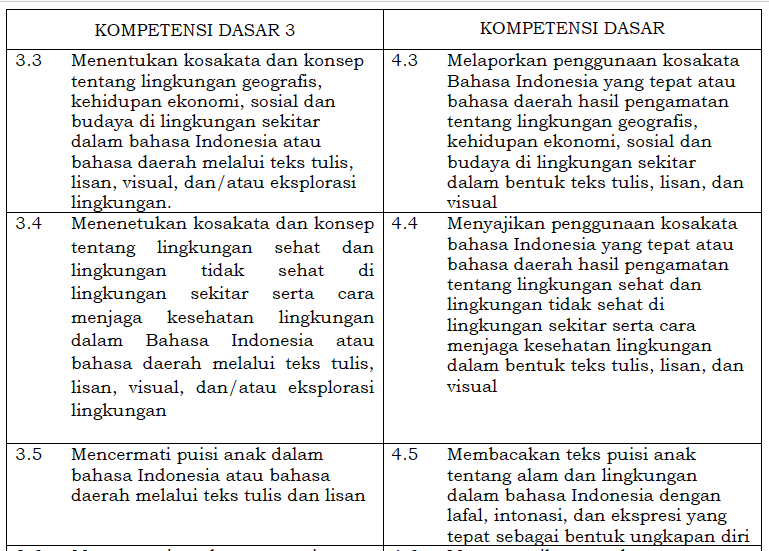 KOMPETENSI DASAR 3
KOMPETENSI DASAR
3.3 Menentukan kosakata dan konsep
tentang lingkungan geografis,
kehidupan ekonomi, sosial dan
budaya di lingkungan sekitar
dalam bahasa Indonesia atau
bahasa daerah melalui teks tulis,
lisan, visual, dan/atau eksplorasi
lingkungan.
4.3 Melaporkan penggunaan kosakata
Bahasa Indonesia yang tepat atau
bahasa daerah hasil pengamatan
tentang lingkungan geografis,
kehidupan ekonomi, sosial dan
budaya di lingkungan sekitar
dalam bentuk teks tulis, lisan, dan
visual
3.4 Menenetukan kosakata dan konsep
tentang lingkungan sehat dan
lingkungan tidak sehat di
lingkungan sekitar serta cara
menjaga kesehatan lingkungan
dalam Bahasa Indonesia atau
bahasa daerah melalui teks tulis,
lisan, visual, dan/atau eksplorasi
lingkungan
4.4 Menyajikan penggunaan kosakata
bahasa Indonesia yang tepat atau
bahasa daerah hasil pengamatan
tentang lingkungan sehat dan
lingkungan tidak sehat di
lingkungan sekitar serta cara
menjaga kesehatan lingkungan
dalam bentuk teks tulis, lisan, dan
visual
3.5 Mencermati puisi anak dalam
bahasa Indonesia atau bahasa
daerah melalui teks tulis dan lisan
4.5 Membacakan teks puisi anak
tentang alam dan lingkungan
dalam bahasa Indonesia dengan
lafal, intonasi, dan ekspresi yang
tepat sebagai bentuk ungkapan diri